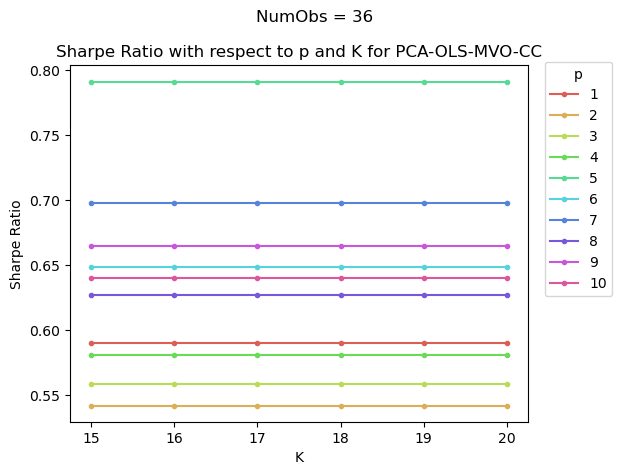 NumObs = 36
Sharpe Ratio with respect to p and K for PCA-OLS-MVO-CC
p
1
2
3
4
5
6
7
8
9
10
Sharpe Ratio
0.80
0.75
0.70
0.65
0.60
0.55
15 16 17 18 19 20
K